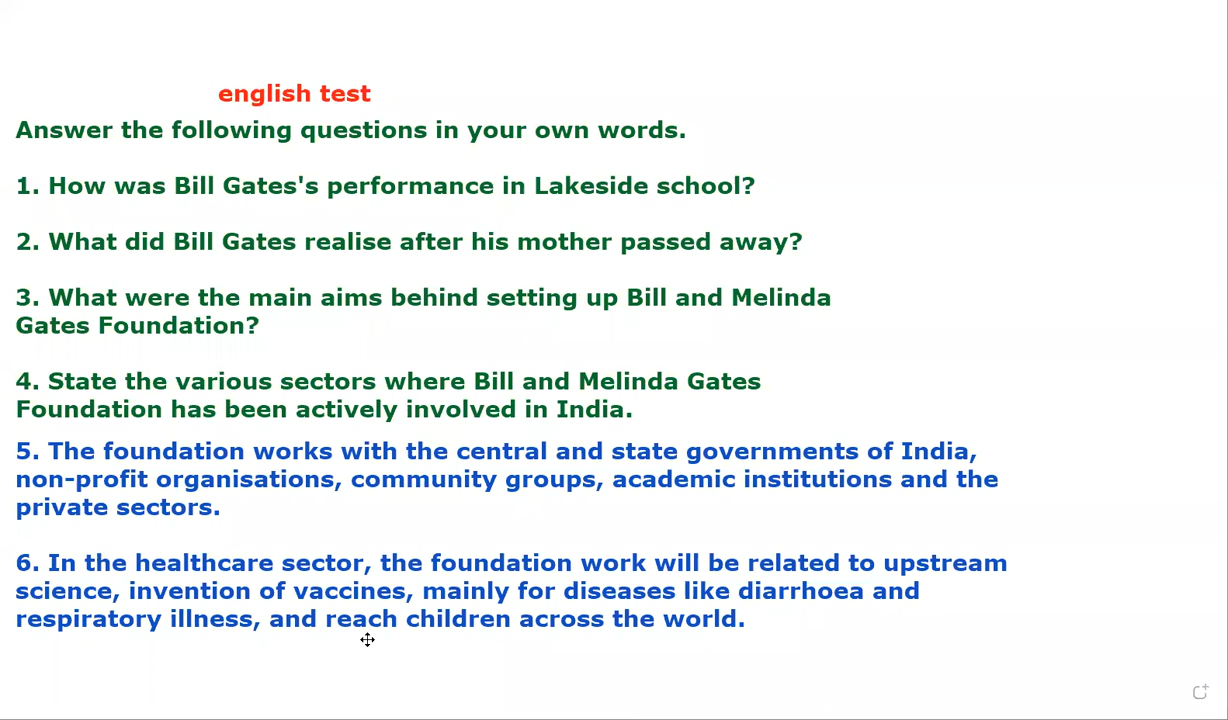 english test
Answer the following questions in your own words.
1. How was Bill Gates's performance in Lakeside school?
2. What did Bill Gates realise after his mother passed away?
3. What were the main aims behind setting up Bill and Melinda
Gates Foundation?
4. State the various sectors where Bill and Melinda Gates
Foundation has been actively involved in India.
5. The foundation works with the central and state governments of India,
non-profit organisations, community groups, academic institutions and the
private sectors.
6. In the healthcare sector, the foundation work will be related to upstream
science, invention of vaccines, mainly for diseases like diarrhoea and
respiratory illness, and reach children across the world.